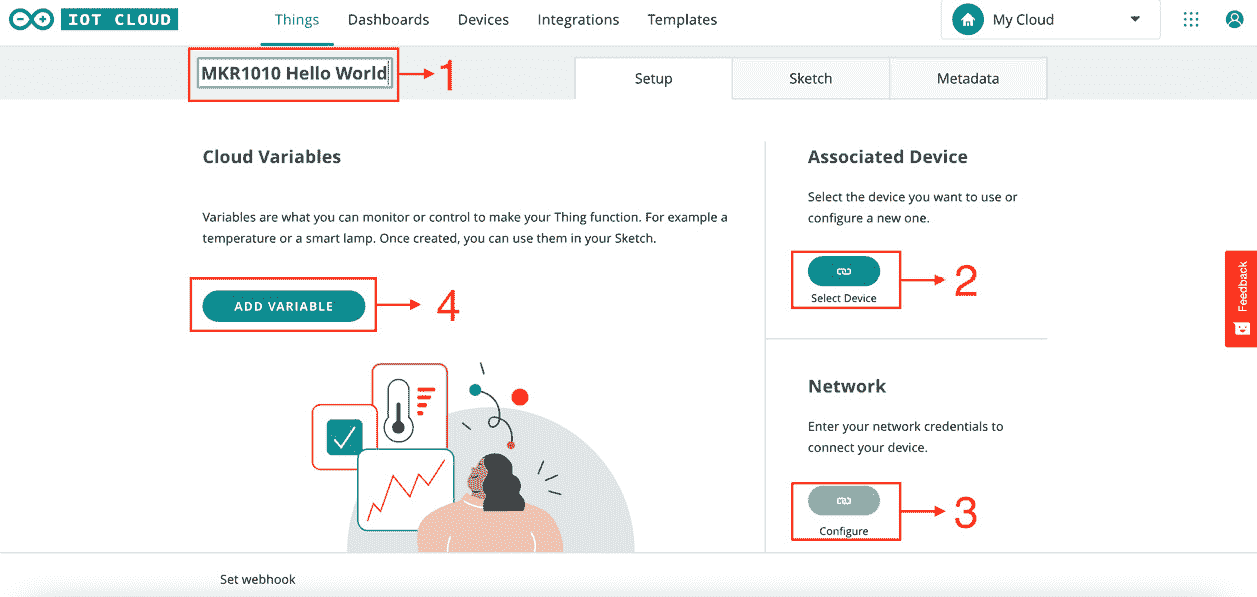 IOT CLOUD
Things Dashboards Devices Integrations Templates
My Cloud
MKR1010 Hello World
1
Setup Sketch Metadata
Cloud Variables
Variables are what you can monitor or control to make your Thing function. For example a
temperature or a smart lamp. Once created, you can use them in your Sketch.
ADD VARIABLE
4
Associated Device
Select the device you want to use or
configure a new one.
Select Device
2
Network
Enter your network credentials to
connect your device.
Configure
3
Feedback
Set webhook